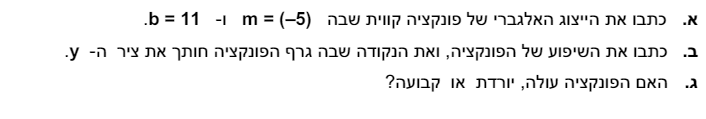 א. כתבו את הייצוג האלגברי של פונקציה קווית שבה m = (–5) ו- b = 11.
ב. כתבו את השיפוע של הפונקציה, ואת הנקודה שבה גרף הפונקציה חותך את ציר ה- y.
ג. האם הפונקציה עולה, יורדת או קבועה?